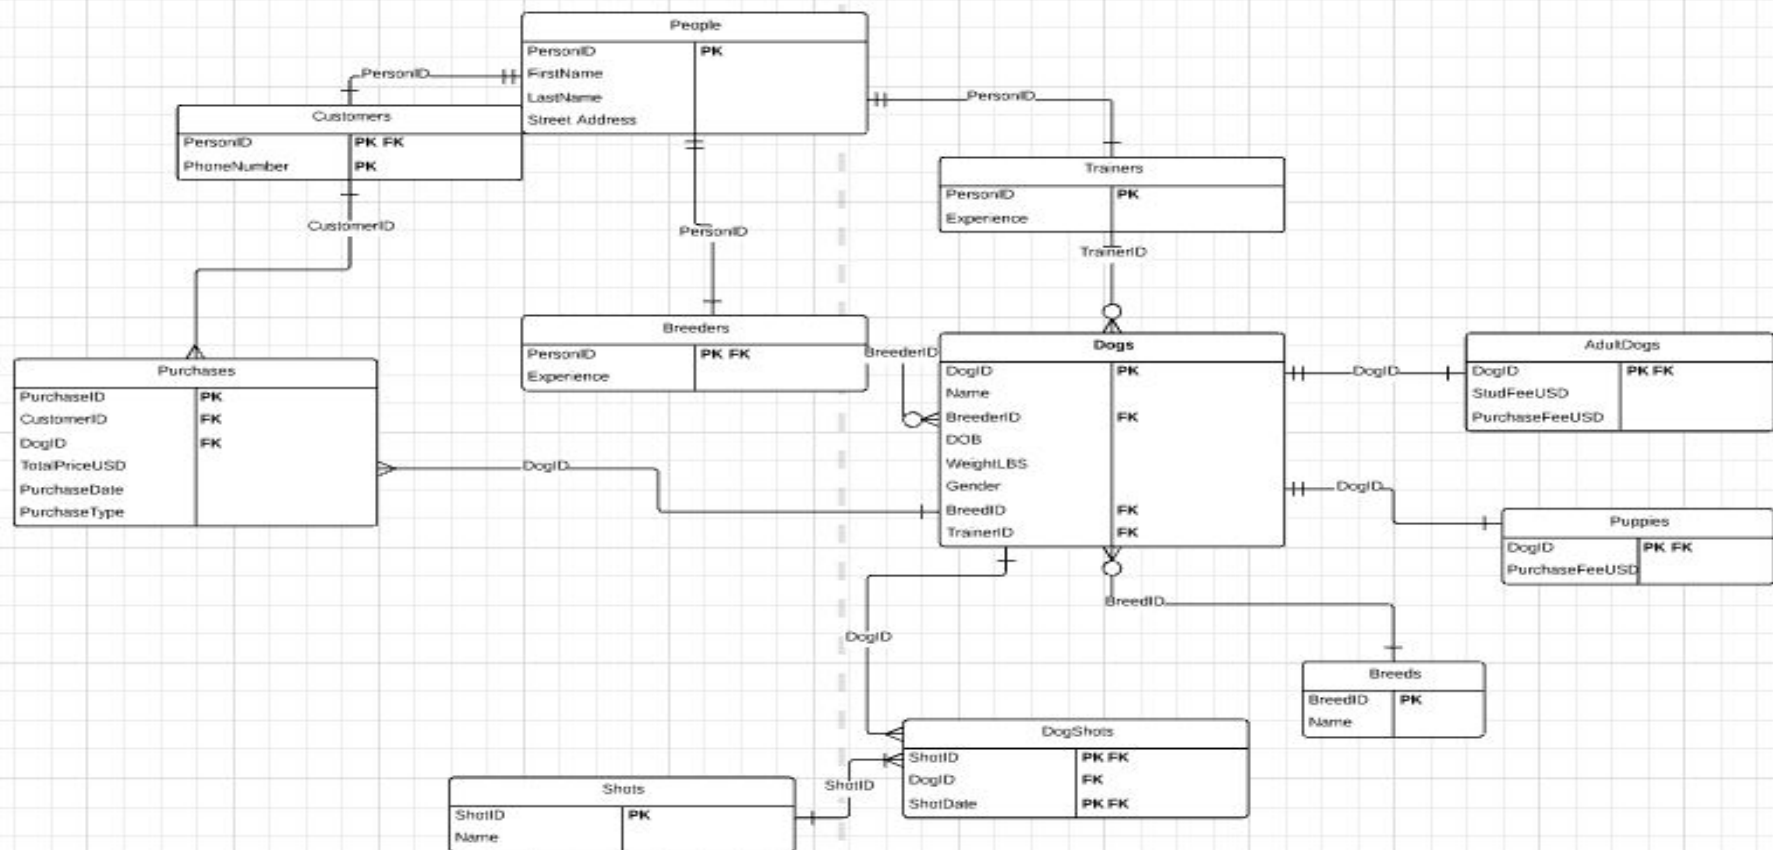 People
PersonID PK
FirstName
LastName
Street Address
PersonID
PersonID
Customers
PersonID PK FK
PhoneNumber PK
CustomerID
PersonID
Trainers
PersonID PK
Experience
TrainerID
Breeders
PersonID PK FK
Experience
BreederID
Dogs
DogID PK
Name
BreederID FK
DOB
WeightLBS
Gender
BreedID FK
TrainerID FK
DogID
AdultDogs
DogID PK FK
StudFeeUSD
PurchaseFeeUSD
Purchases
PurchaseID PK
CustomerID FK
DogID FK
TotalPriceUSD
PurchaseDate
PurchaseType
DogID
DogID
Puppies
DogID PK FK
PurchaseFeeUSD
BreedID
DogID
Breeds
BreedID PK
Name
DogShots
ShotID PK FK
DogID FK
ShotDate PK FK
ShotID
Shots
ShotID PK
Name